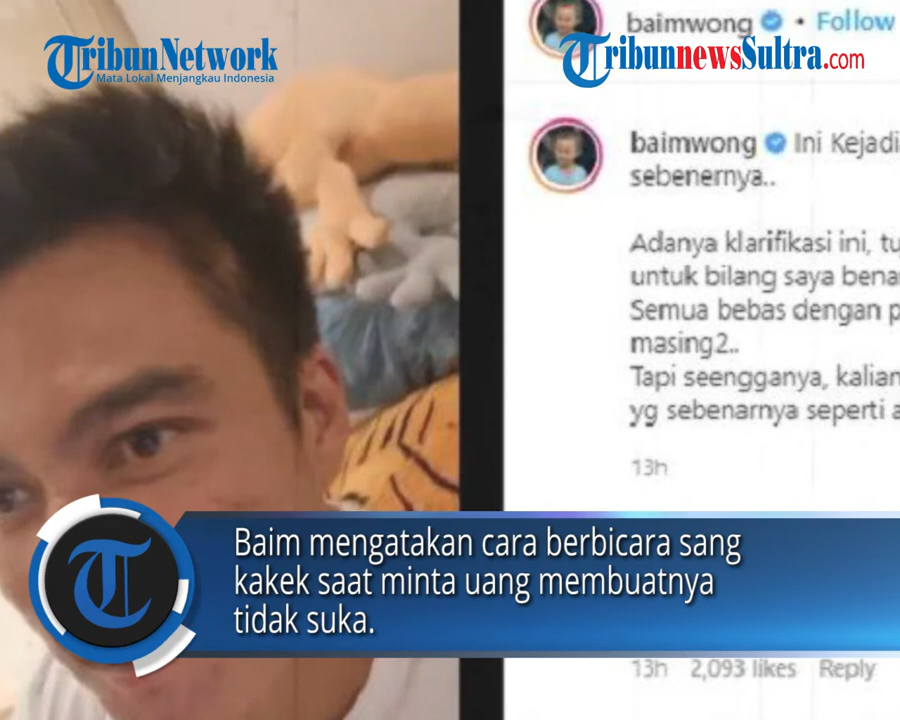 TribunNetwork
Mata Lokal Menjangkau Indonesia
baimwong • Follow
TribunnewsSultra.com
baimwong Ini Kejadi
sebenernya..
Adanya klarifikasi ini, tu
untuk bilang saya bena
Semua bebas dengan p
masing2..
Tapi seengganya, kalian
yg sebenarnya seperti a
13h
T
Baim mengatakan cara berbicara sang
kakek saat minta uang membuatnya
tidak suka.
13h 2,093 likes Reply